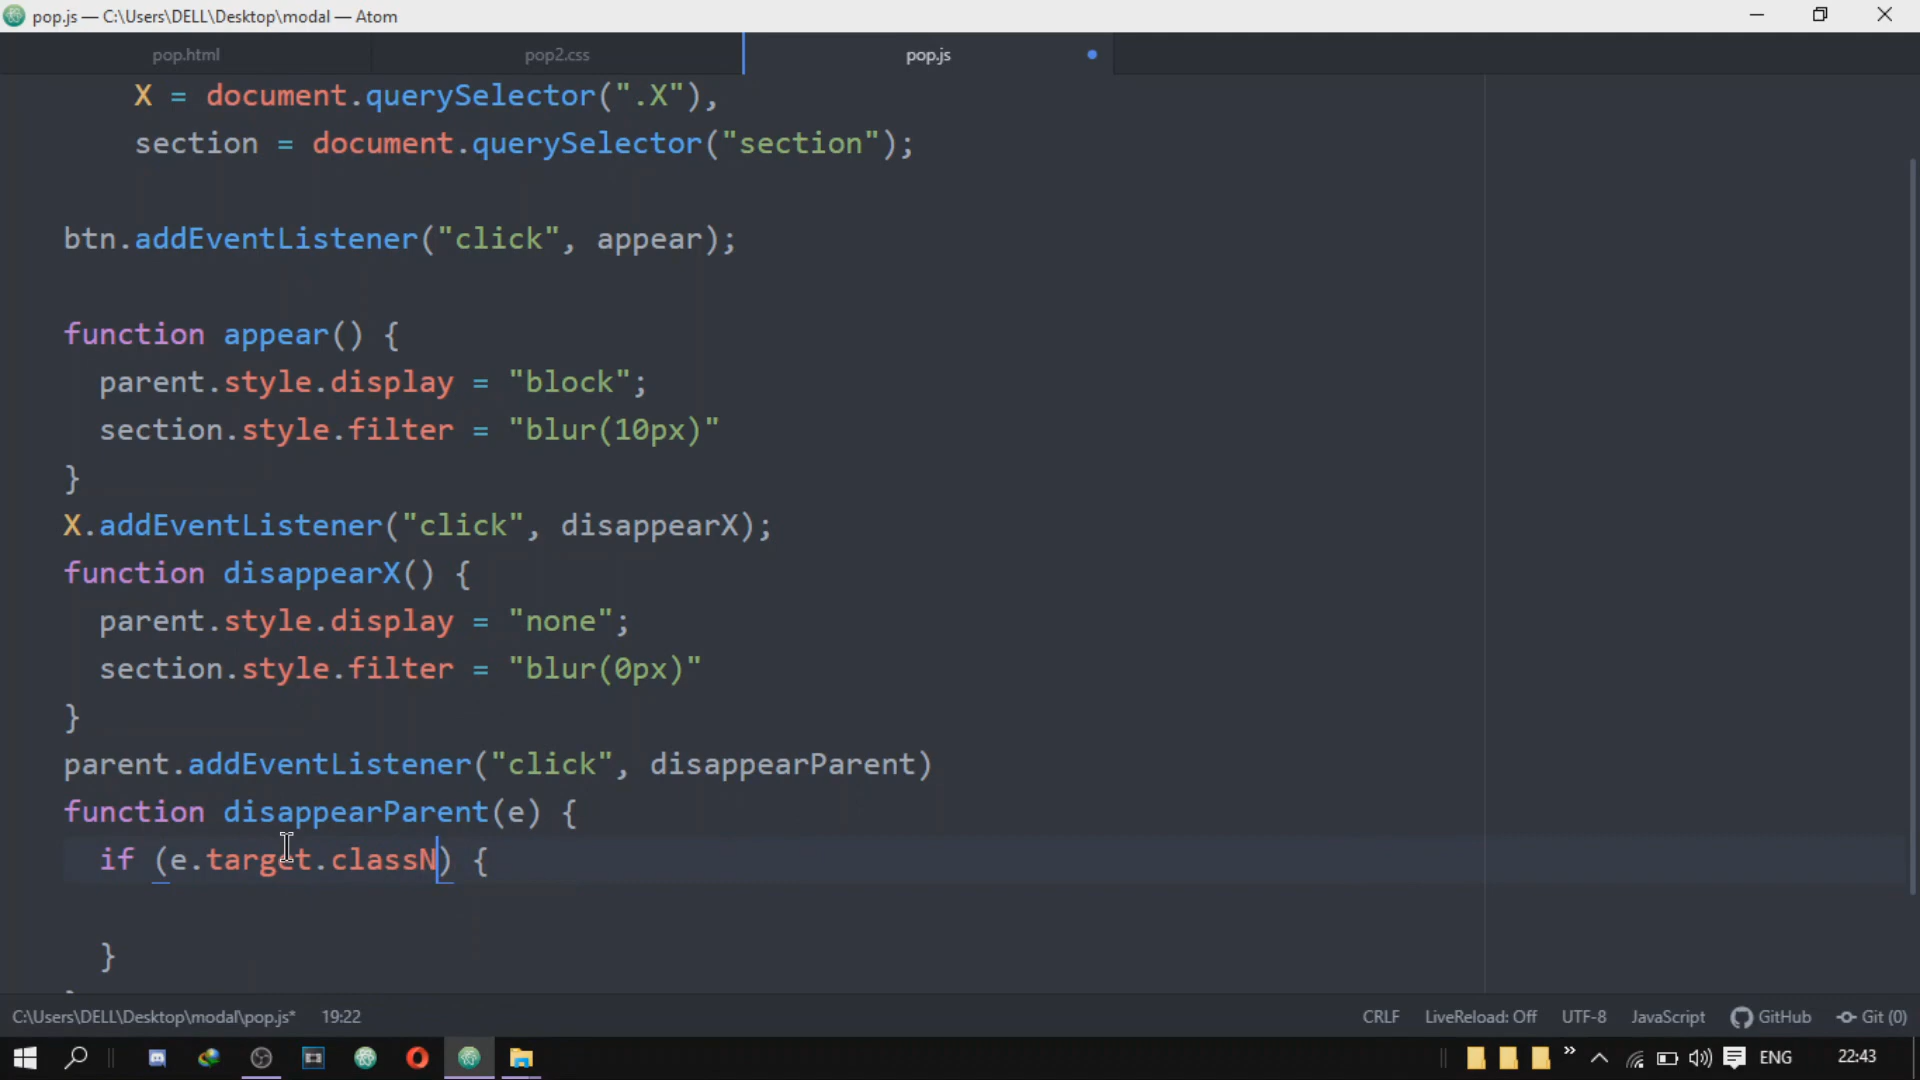 pop.js — C:\Users\DELL\Desktop\modal — Atom
pop.html pop2.css pop.js
X = document.querySelector(".X"),
section = document.querySelector("section");
btn.addEventListener("click", appear);
function appear() {
parent.style.display = "block";
section.style.filter = "blur(10px)"
}
X.addEventListener("click", disappearX);
function disappearX() {
parent.style.display = "none";
section.style.filter = "blur(0px)"
}
parent.addEventListener("click", disappearParent)
function disappearParent(e) {
if (e.target.classN) {
}
C:\Users\DELL\Desktop\modal\pop.js* 19:22 CRLF LiveReload: Off UTF-8 JavaScript GitHub Git (0)
ENG 22:43